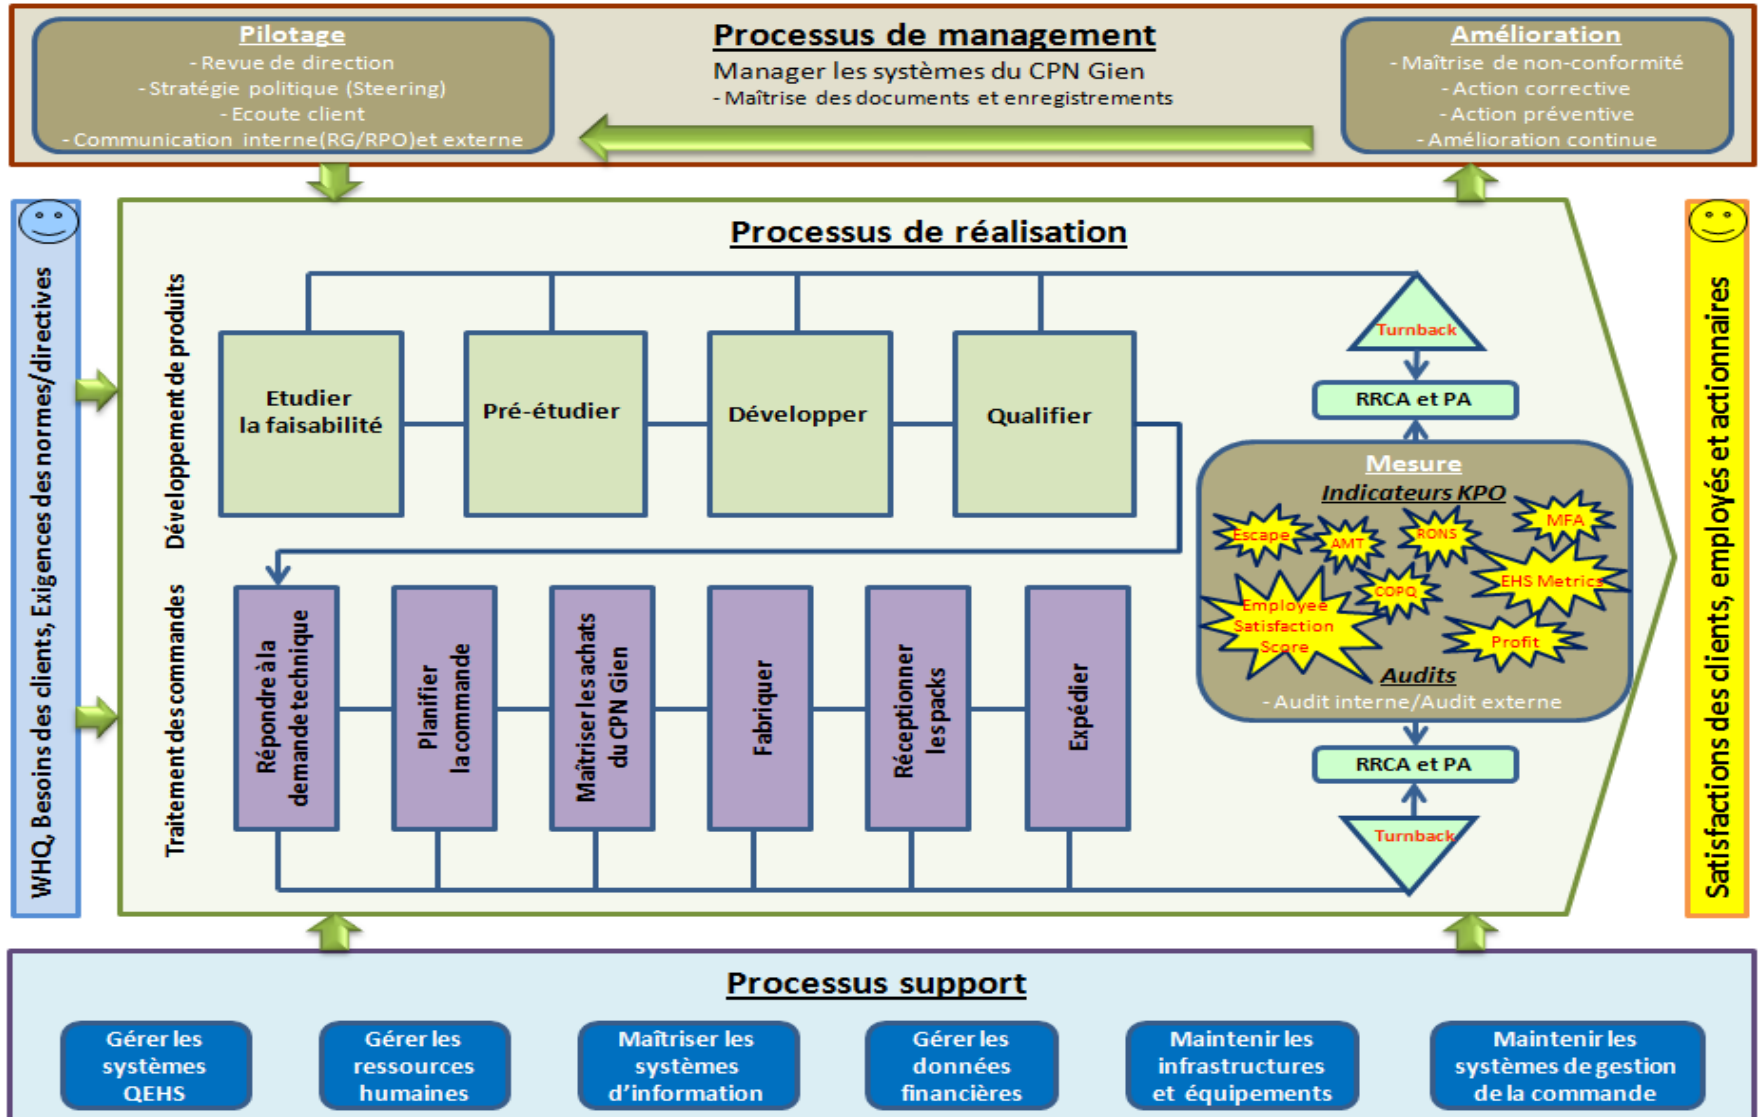 Pilotage
- Revue de direction
- Stratégie politique (Steering)
- Ecoute client
- Communication interne(RG/RPO)et externe
Processus de management
Manager les systèmes du CPN Gien
- Maîtrise des documents et enregistrements
Amélioration
- Maîtrise de non-conformité
- Action corrective
- Action préventive
- Amélioration continue
WHQ, Besoins des clients, Exigences des normes/directives
Processus de réalisation
Développement de produits
Etudier
la faisabilité
Pré-étudier
Développer
Qualifier
Turnback
RRCA et PA
Mesure
Indicateurs KPO
Escape
AMT
RONS
MFA
EHS Metrics
COPQ
Employee
Satisfaction
Score
Profit
Audits
- Audit interne/Audit externe
RRCA et PA
Turnback
Traitement des commandes
Répondre à la
demande technique
Planifier
la commande
Maîtriser les achats
du CPN Gien
Fabriquer
Réceptionner
les packs
Expédier
Satisfactions des clients, employés et actionnaires
Processus support
Gérer les
systèmes
QEHS
Gérer les
ressources
humaines
Maîtriser les
systèmes
d’information
Gérer les
données
financières
Maintenir les
infrastructures
et équipements
Maintenir les
systèmes de gestion
de la commande